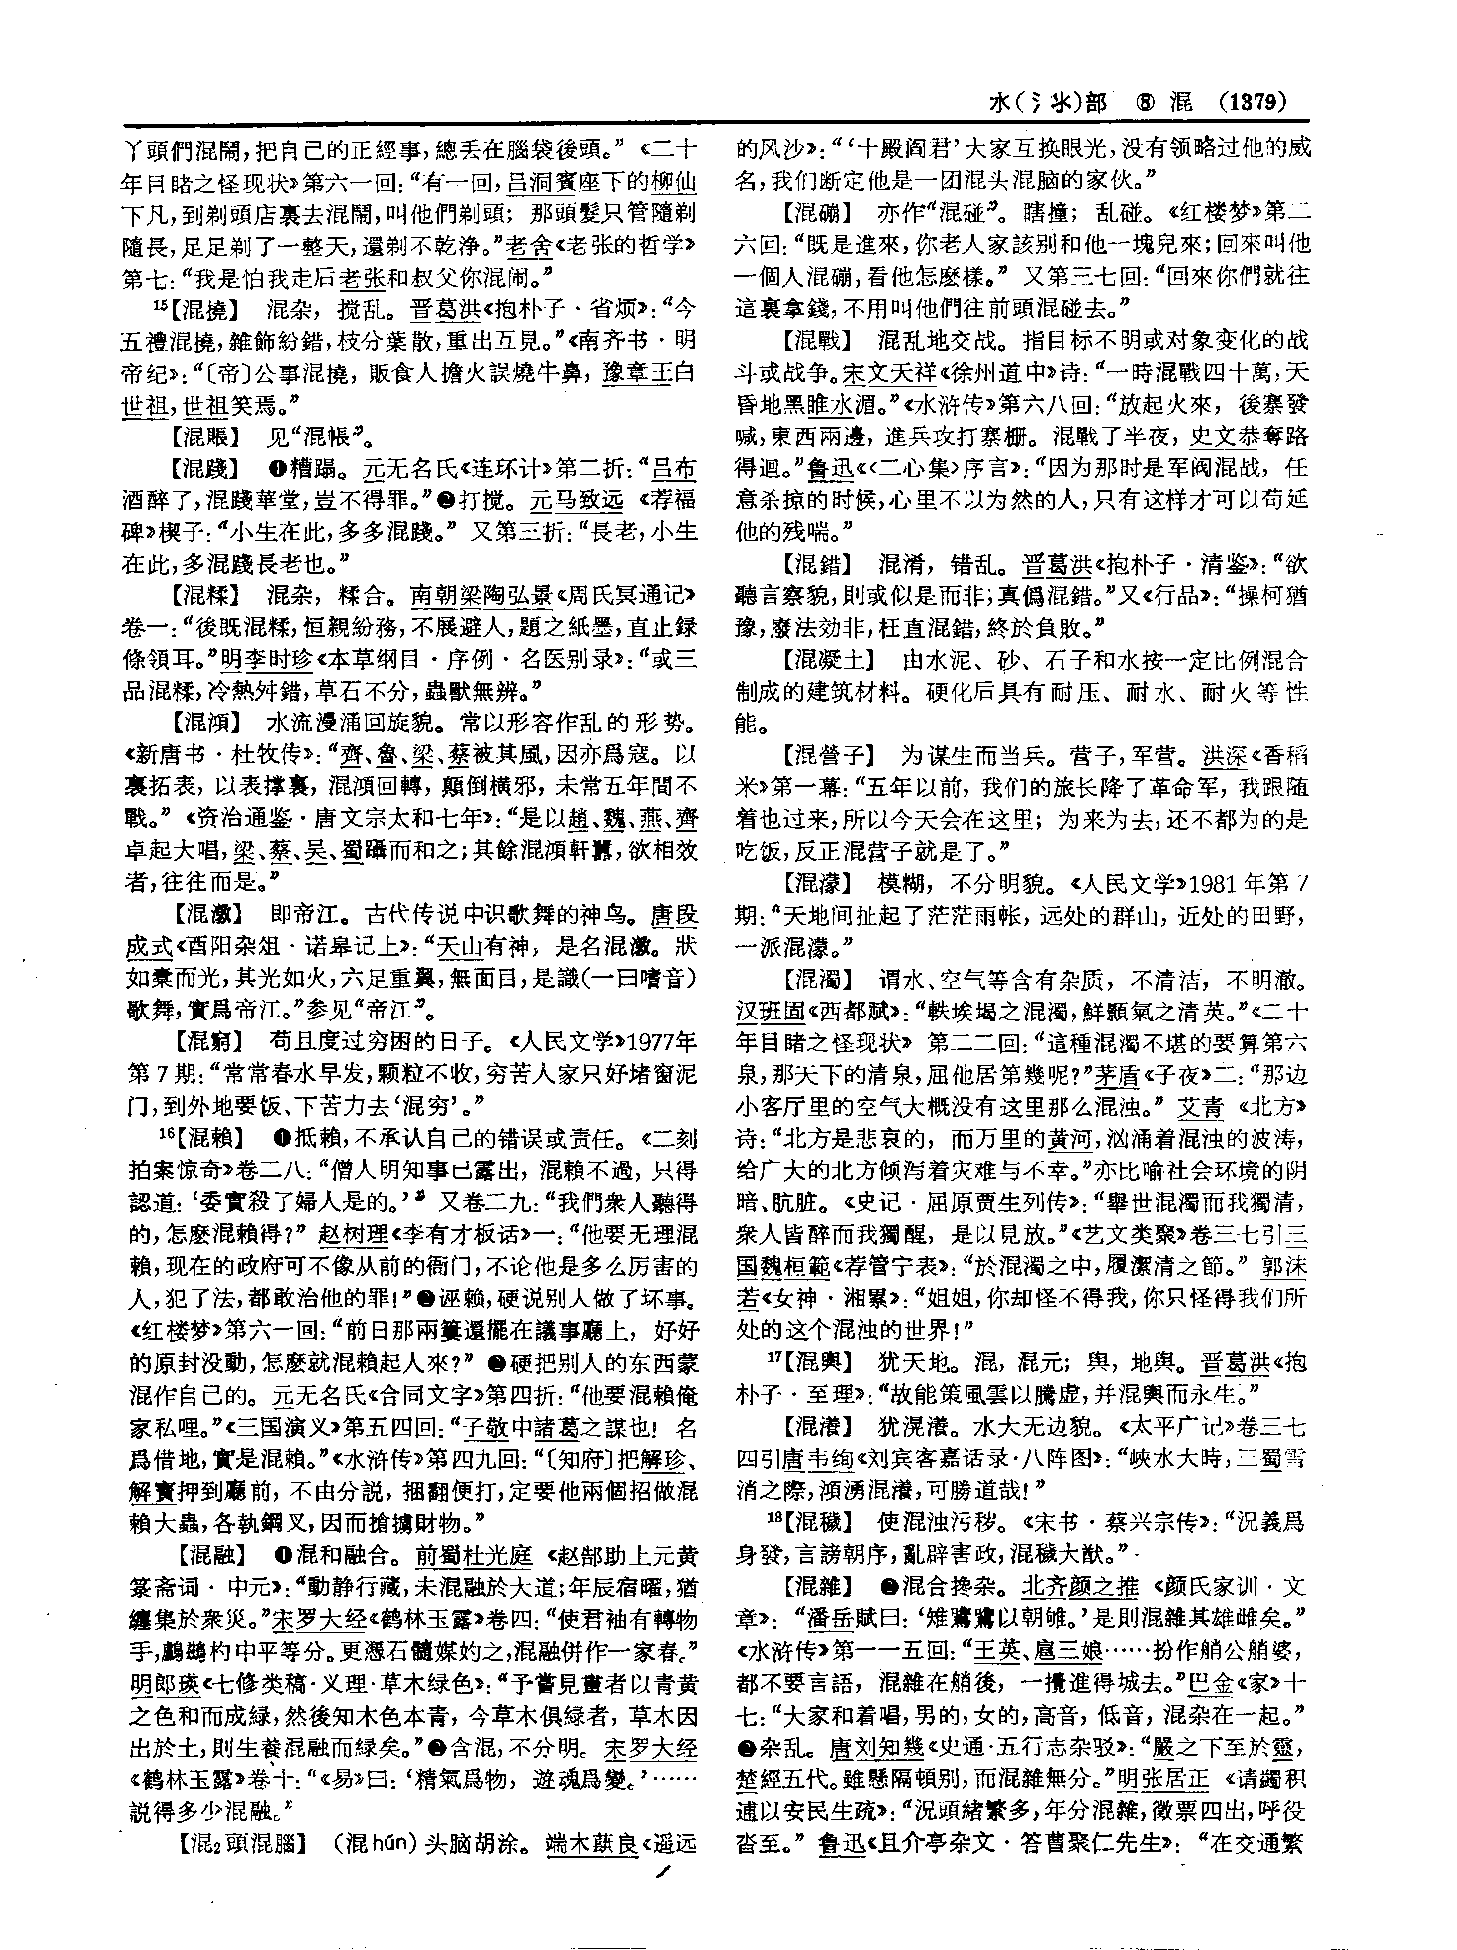 水(氵氺)部 ⑧ 混 (1379)
丫頭們混鬧,把自己的正經事,總丢在腦袋後頭。”《二十
年目睹之怪现状》第六一回:“有一回,吕洞賓座下的柳仙
下凡,到剃頭店裏去混鬧,叫他們剃頭;那頭髮只管隨剃
隨長,足足剃了一整天,還剃不乾净。”老舍《老张的哲学》
第七:“我是怕我走后老张和叔父你混闹。”
15【混撓】 混杂,搅乱。晋葛洪《抱朴子·省烦》:“今
五禮混撓,雜飾紛錯,枝分葉散,重出互見。”《南齐书·明
帝纪》:“〔帝〕公事混撓,販食人擔火誤燒牛鼻,豫章王白
世祖,世祖笑焉。”
【混賬】 见“混帳”。
【混踐】 ❶糟蹋。元无名氏《连环计》第二折:“吕布
酒醉了,混踐華堂,豈不得罪。”❷打搅。元马致远《荐福
碑》楔子:“小生在此,多多混踐。”又第三折:“長老,小生
在此,多混踐長老也。”
【混糅】 混杂,糅合。南朝梁陶弘景《周氏冥通记》
卷一:“後既混糅,恒親紛務,不展避人,題之紙墨,直止録
條領耳。”明李时珍《本草纲目·序例·名医别录》:“或三
品混糅,冷熱舛錯,草石不分,蟲獸無辨。”
【混澒】 水流漫涌回旋貌。常以形容作乱的形势。
《新唐书·杜牧传》:“齊、魯、梁、蔡被其風,因亦爲寇。以
裏拓表,以表撑裏,混澒回轉,顛倒横邪,未常五年間不
戰。”《资治通鉴·唐文宗太和七年》:“是以趙、魏、燕、齊
卓起大唱,梁、蔡、吴、蜀躡而和之;其餘混澒軒囂,欲相效
者,往往而是。”
【混潡】 即帝江。古代传说中识歌舞的神鸟。唐段
成式《酉阳杂俎·诺皋记上》:“天山有神,是名混潡。狀
如橐而光,其光如火,六足重翼,無面目,是識(一曰嗜音)
歌舞,實爲帝江。”参见“帝江”。
【混窮】 苟且度过穷困的日子。《人民文学》1977年
第7期:“常常春水早发,颗粒不收,穷苦人家只好堵窗泥
门,到外地要饭、下苦力去‘混穷’。”
16【混賴】 ❶抵賴,不承认自己的错误或责任。《二刻
拍案惊奇》卷二八:“僧人明知事已露出,混賴不過,只得
認道:‘委實殺了婦人是的。’”又卷二九:“我們衆人聽得
的,怎麽混賴得?”赵树理《李有才板话》一:“他要无理混
賴,现在的政府可不像从前的衙门,不论他是多么厉害的
人,犯了法,都敢治他的罪!”❷诬赖,硬说别人做了坏事。
《红楼梦》第六一回:“前日那兩簍還擺在議事廳上,好好
的原封没動,怎麽就混賴起人來?”❸硬把别人的东西蒙
混作自己的。元无名氏《合同文字》第四折:“他要混賴俺
家私哩。”《三国演义》第五四回:“子敬中諸葛之謀也!名
爲借地,實是混賴。”《水浒传》第四九回:“〔知府〕把解珍、
解寳押到廳前,不由分説,捆翻便打,定要他兩個招做混
賴大蟲,各執鋼叉,因而搶擄財物。”
【混融】 ❶混和融合。前蜀杜光庭《赵郜助上元黄
箓斋词·中元》:“動静行藏,未混融於大道;年辰宿曜,猶
纏集於衆災。”宋罗大经《鹤林玉露》卷四:“使君袖有轉物
手,鸕鷀杓中平等分。更憑石髓媒妁之,混融併作一家春。”
明郎瑛《七修类稿·义理·草木绿色》:“予嘗見畫者以青黄
之色和而成緑,然後知木色本青,今草木俱緑者,草木因
出於土,則生養混融而緑矣。”❷含混,不分明。宋罗大经
《鹤林玉露》卷十:“《易》曰:‘精氣爲物,遊魂爲變。’……
説得多少混融。”
【混₂頭混腦】 (混hún)头脑胡涂。端木蕻良《遥远
的风沙》:“‘十殿阎君’大家互换眼光,没有领略过他的威
名,我们断定他是一团混头混脑的家伙。”
【混磞】 亦作“混碰”。瞎撞;乱碰。《红楼梦》第二
六回:“既是進來,你老人家該别和他一塊兒來;回來叫他
一個人混磞,看他怎麽樣。”又第三七回:“回來你們就往
這裏拿錢,不用叫他們往前頭混碰去。”
【混戰】 混乱地交战。指目标不明或对象变化的战
斗或战争。宋文天祥《徐州道中》诗:“一時混戰四十萬,天
昏地黑睢水湄。”《水浒传》第六八回:“放起火來,後寨發
喊,東西兩邊,進兵攻打寨栅。混戰了半夜,史文恭奪路
得迴。”鲁迅《〈二心集〉序言》:“因为那时是军阀混战,任
意杀掠的时候,心里不以为然的人,只有这样才可以苟延
他的残喘。”
【混錯】 混淆,错乱。晋葛洪《抱朴子·清鉴》:“欲
聽言察貌,則或似是而非;真僞混錯。”又《行品》:“操柯猶
豫,廢法効非,枉直混錯,終於負敗。”
【混凝土】 由水泥、砂、石子和水按一定比例混合
制成的建筑材料。硬化后具有耐压、耐水、耐火等性
能。
【混營子】 为谋生而当兵。营子,军营。洪深《香稻
米》第一幕:“五年以前,我们的旅长降了革命军,我跟随
着也过来,所以今天会在这里;为来为去,还不都为的是
吃饭,反正混营子就是了。”
【混濛】 模糊,不分明貌。《人民文学》1981年第7
期:“天地间扯起了茫茫雨帐,远处的群山,近处的田野,
一派混濛。”
【混濁】 谓水、空气等含有杂质,不清洁,不明澈。
汉班固《西都赋》:“軼埃堨之混濁,鮮顥氣之清英。”《二十
年目睹之怪现状》第二二回:“這種混濁不堪的要算第六
泉,那天下的清泉,屈他居第幾呢?”茅盾《子夜》二:“那边
小客厅里的空气大概没有这里那么混浊。”艾青《北方》
诗:“北方是悲哀的,而万里的黄河,汹涌着混浊的波涛,
给广大的北方倾泻着灾难与不幸。”亦比喻社会环境的阴
暗、肮脏。《史记·屈原贾生列传》:“舉世混濁而我獨清,
衆人皆醉而我獨醒,是以見放。”《艺文类聚》卷三七引三
国魏桓範《荐管宁表》:“於混濁之中,履潔清之節。”郭沫
若《女神·湘累》:“姐姐,你却怪不得我,你只怪得我们所
处的这个混浊的世界!”
17【混輿】 犹天地。混,混元;舆,地舆。晋葛洪《抱
朴子·至理》:“故能策風雲以騰虚,并混輿而永生。”
【混瀁】 犹滉瀁。水大无边貌。《太平广记》卷三七
四引唐韦绚《刘宾客嘉话录·八阵图》:“峽水大時,三蜀雪
消之際,澒湧混瀁,可勝道哉!”
18【混穢】 使混浊污秽。《宋书·蔡兴宗传》:“況義爲
身發,言謗朝序,亂辟害政,混穢大猷。”
【混雜】 ❶混合搀杂。北齐颜之推《颜氏家训·文
章》:“潘岳賦曰:‘雉鷕鷕以朝雊。’是則混雜其雄雌矣。”
《水浒传》第一一五回:“王英、扈三娘……扮作艄公艄婆,
都不要言語,混雜在艄後,一攪進得城去。”巴金《家》十
七:“大家和着唱,男的,女的,高音,低音,混杂在一起。”
❷杂乱。唐刘知幾《史通·五行志杂驳》:“嚴之下至於靈,
楚經五代。雖懸隔頓别,而混雜無分。”明张居正《请蠲积
逋以安民生疏》:“況頭緒繁多,年分混雜,徵票四出,呼役
沓至。”鲁迅《且介亭杂文·答曹聚仁先生》:“在交通繁